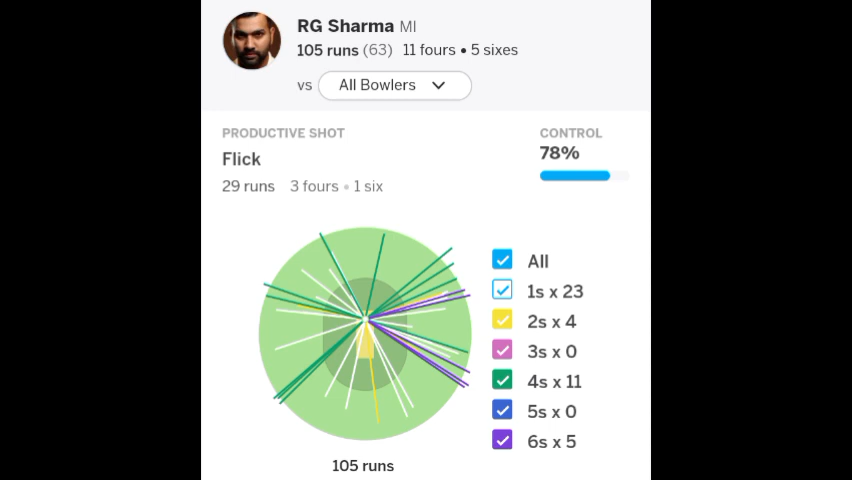 RG Sharma MI
105 runs (63) 11 fours • 5 sixes
vs All Bowlers
PRODUCTIVE SHOT
Flick
29 runs 3 fours • 1 six
CONTROL
78%
All
1s x 23
2s x 4
3s x 0
4s x 11
5s x 0
6s x 5
105 runs